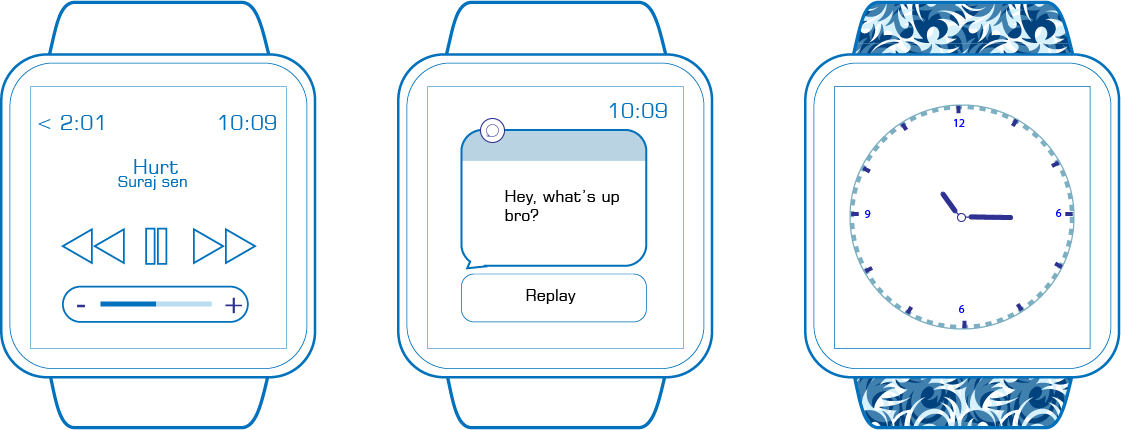 < 2:01 10:09
Hurt
Suraj sen
- +
10:09
Hey, what's up
bro?
Replay
12
9 6
6